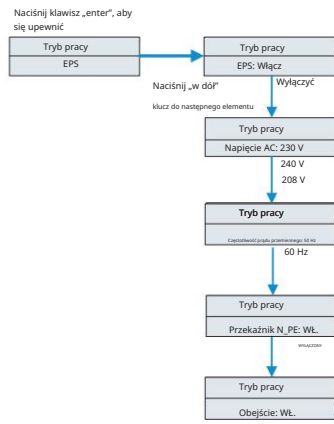 Naciśnij klawisz „enter”, aby
się upewnić
Tryb pracy
EPS
Tryb pracy
EPS: Włącz
Naciśnij „w dół”
klucz do następnego elementu
Wyłączyć
Tryb pracy
Napięcie AC: 230 V
240 V
208 V
Tryb pracy
Częstotliwość prądu przemiennego: 50 Hz
60 Hz
Tryb pracy
Przekaźnik N_PE: WŁ.
WYŁĄCZONY
Tryb pracy
Obejście: WŁ.